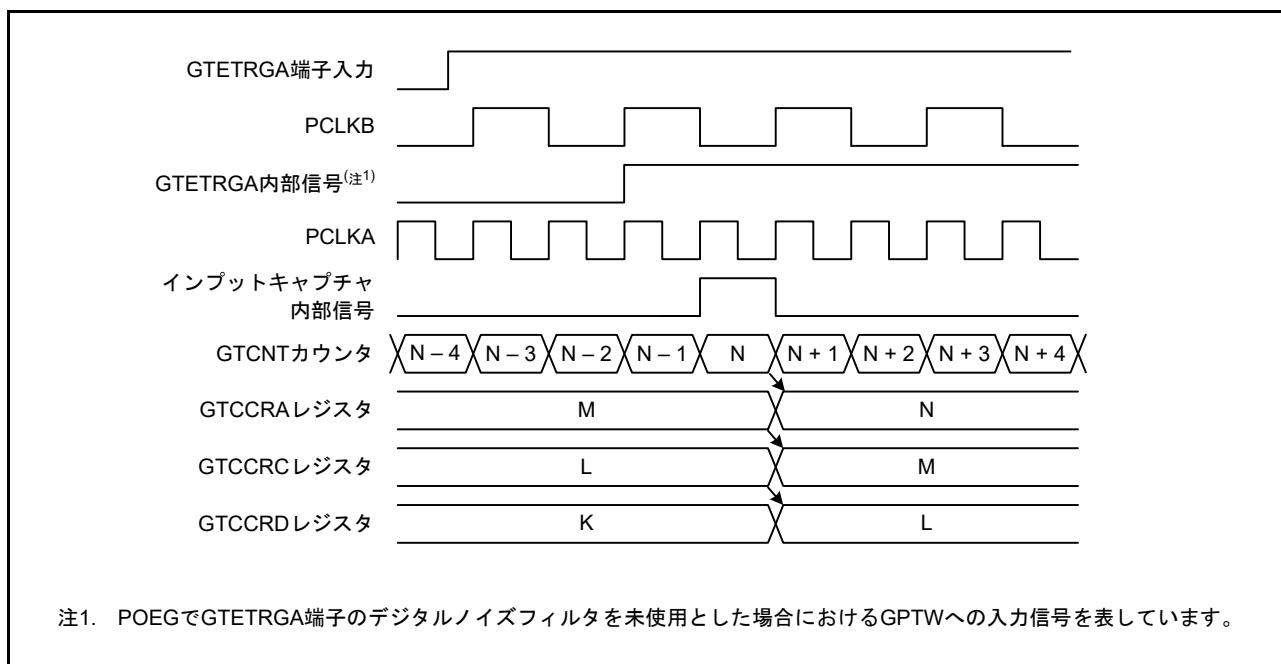 GTETRGA端子入力
PCLKB
GTETRGA内部信号(注1)
PCLKA
インプットキャプチャ
内部信号
GTCNTカウンタ N – 4 N – 3 N – 2 N – 1 N N + 1 N + 2 N + 3 N + 4
GTCCRAレジスタ M N
GTCCRCレジスタ L M
GTCCRDレジスタ K L
注1. POEGでGTETRGA端子のデジタルノイズフィルタを未使用とした場合におけるGPTWへの入力信号を表しています。